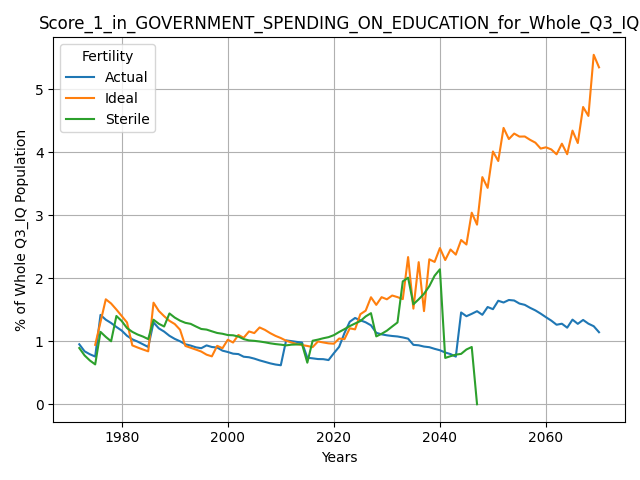 Score_1_in_GOVERNMENT_SPENDING_ON_EDUCATION_for_Whole_Q3_IQ
Fertility
Actual
Ideal
Sterile
% of Whole Q3_IQ Population
5
4
3
2
1
0
1980 2000 2020 2040 2060
Years